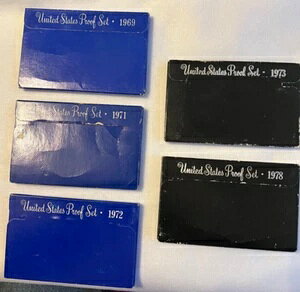 United States Proof Set · 1969
United States Proof Set · 1971
United States Proof Set · 1972
United States Proof Set · 1973
United States Proof Set · 1978